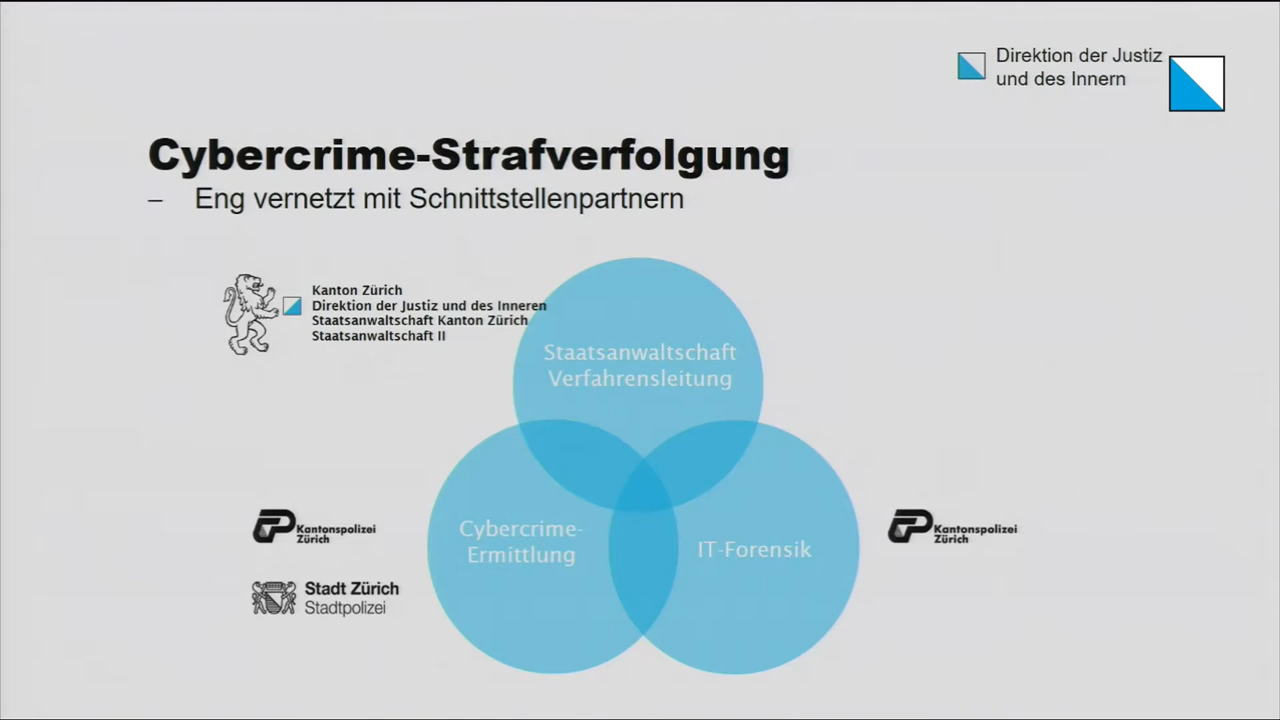 Direktion der Justiz
und des Innern
Cybercrime-Strafverfolgung
– Eng vernetzt mit Schnittstellenpartnern
Kanton Zürich
Direktion der Justiz und des Inneren
Staatsanwaltschaft Kanton Zürich
Staatsanwaltschaft II
Staatsanwaltschaft
Verfahrensleitung
Kantonspolizei
Zürich
Stadt Zürich
Stadtpolizei
Cybercrime-
Ermittlung
IT-Forensik
Kantonspolizei
Zürich